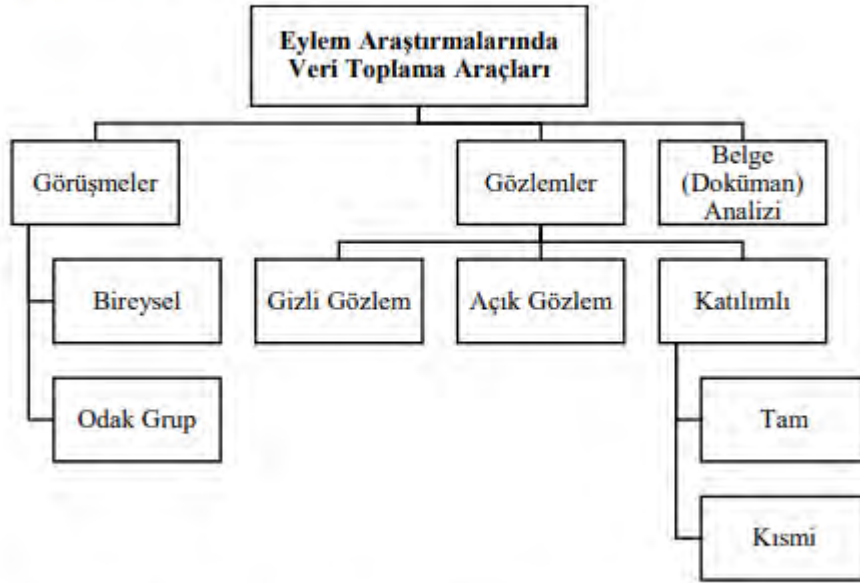 Eylem Araştırmalarında
Veri Toplama Araçları
Görüşmeler
Gözlemler
Belge
(Doküman)
Analizi
Bireysel
Gizli Gözlem
Açık Gözlem
Katılımlı
Odak Grup
Tam
Kısmi